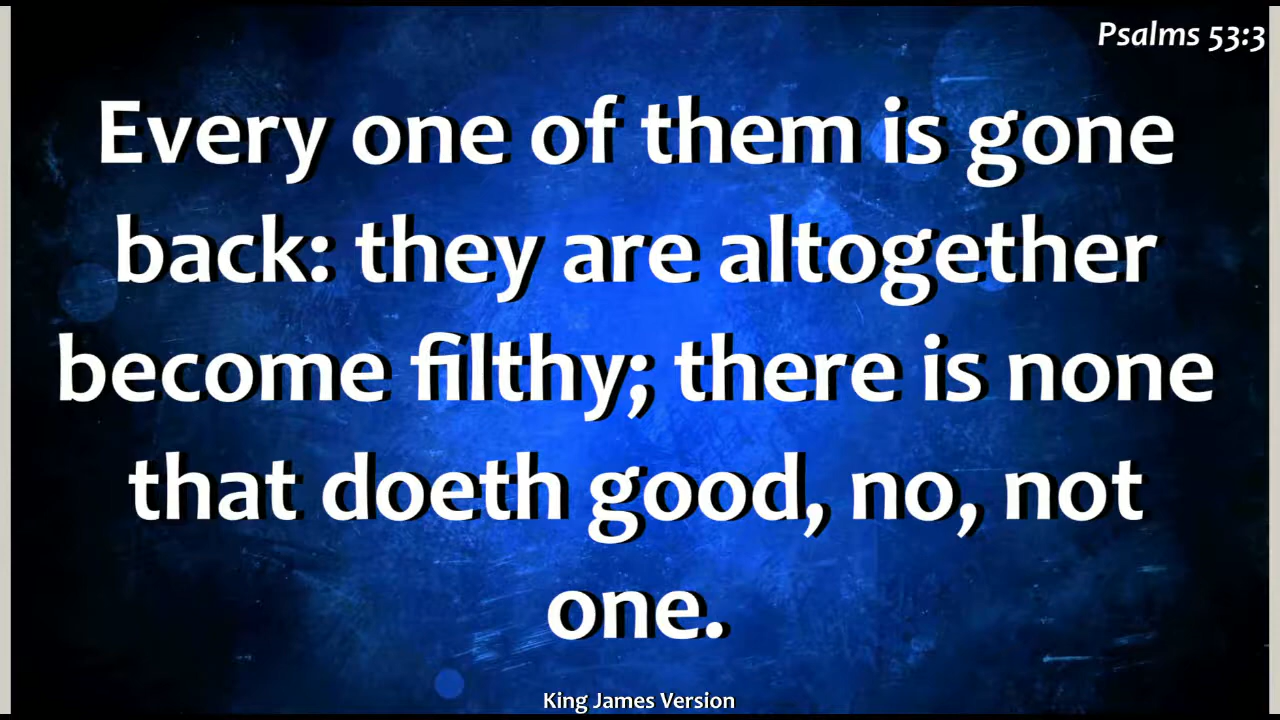 Psalms 53:3
Every one of them is gone
back: they are altogether
become filthy; there is none
that doeth good, no, not
one.
King James Version